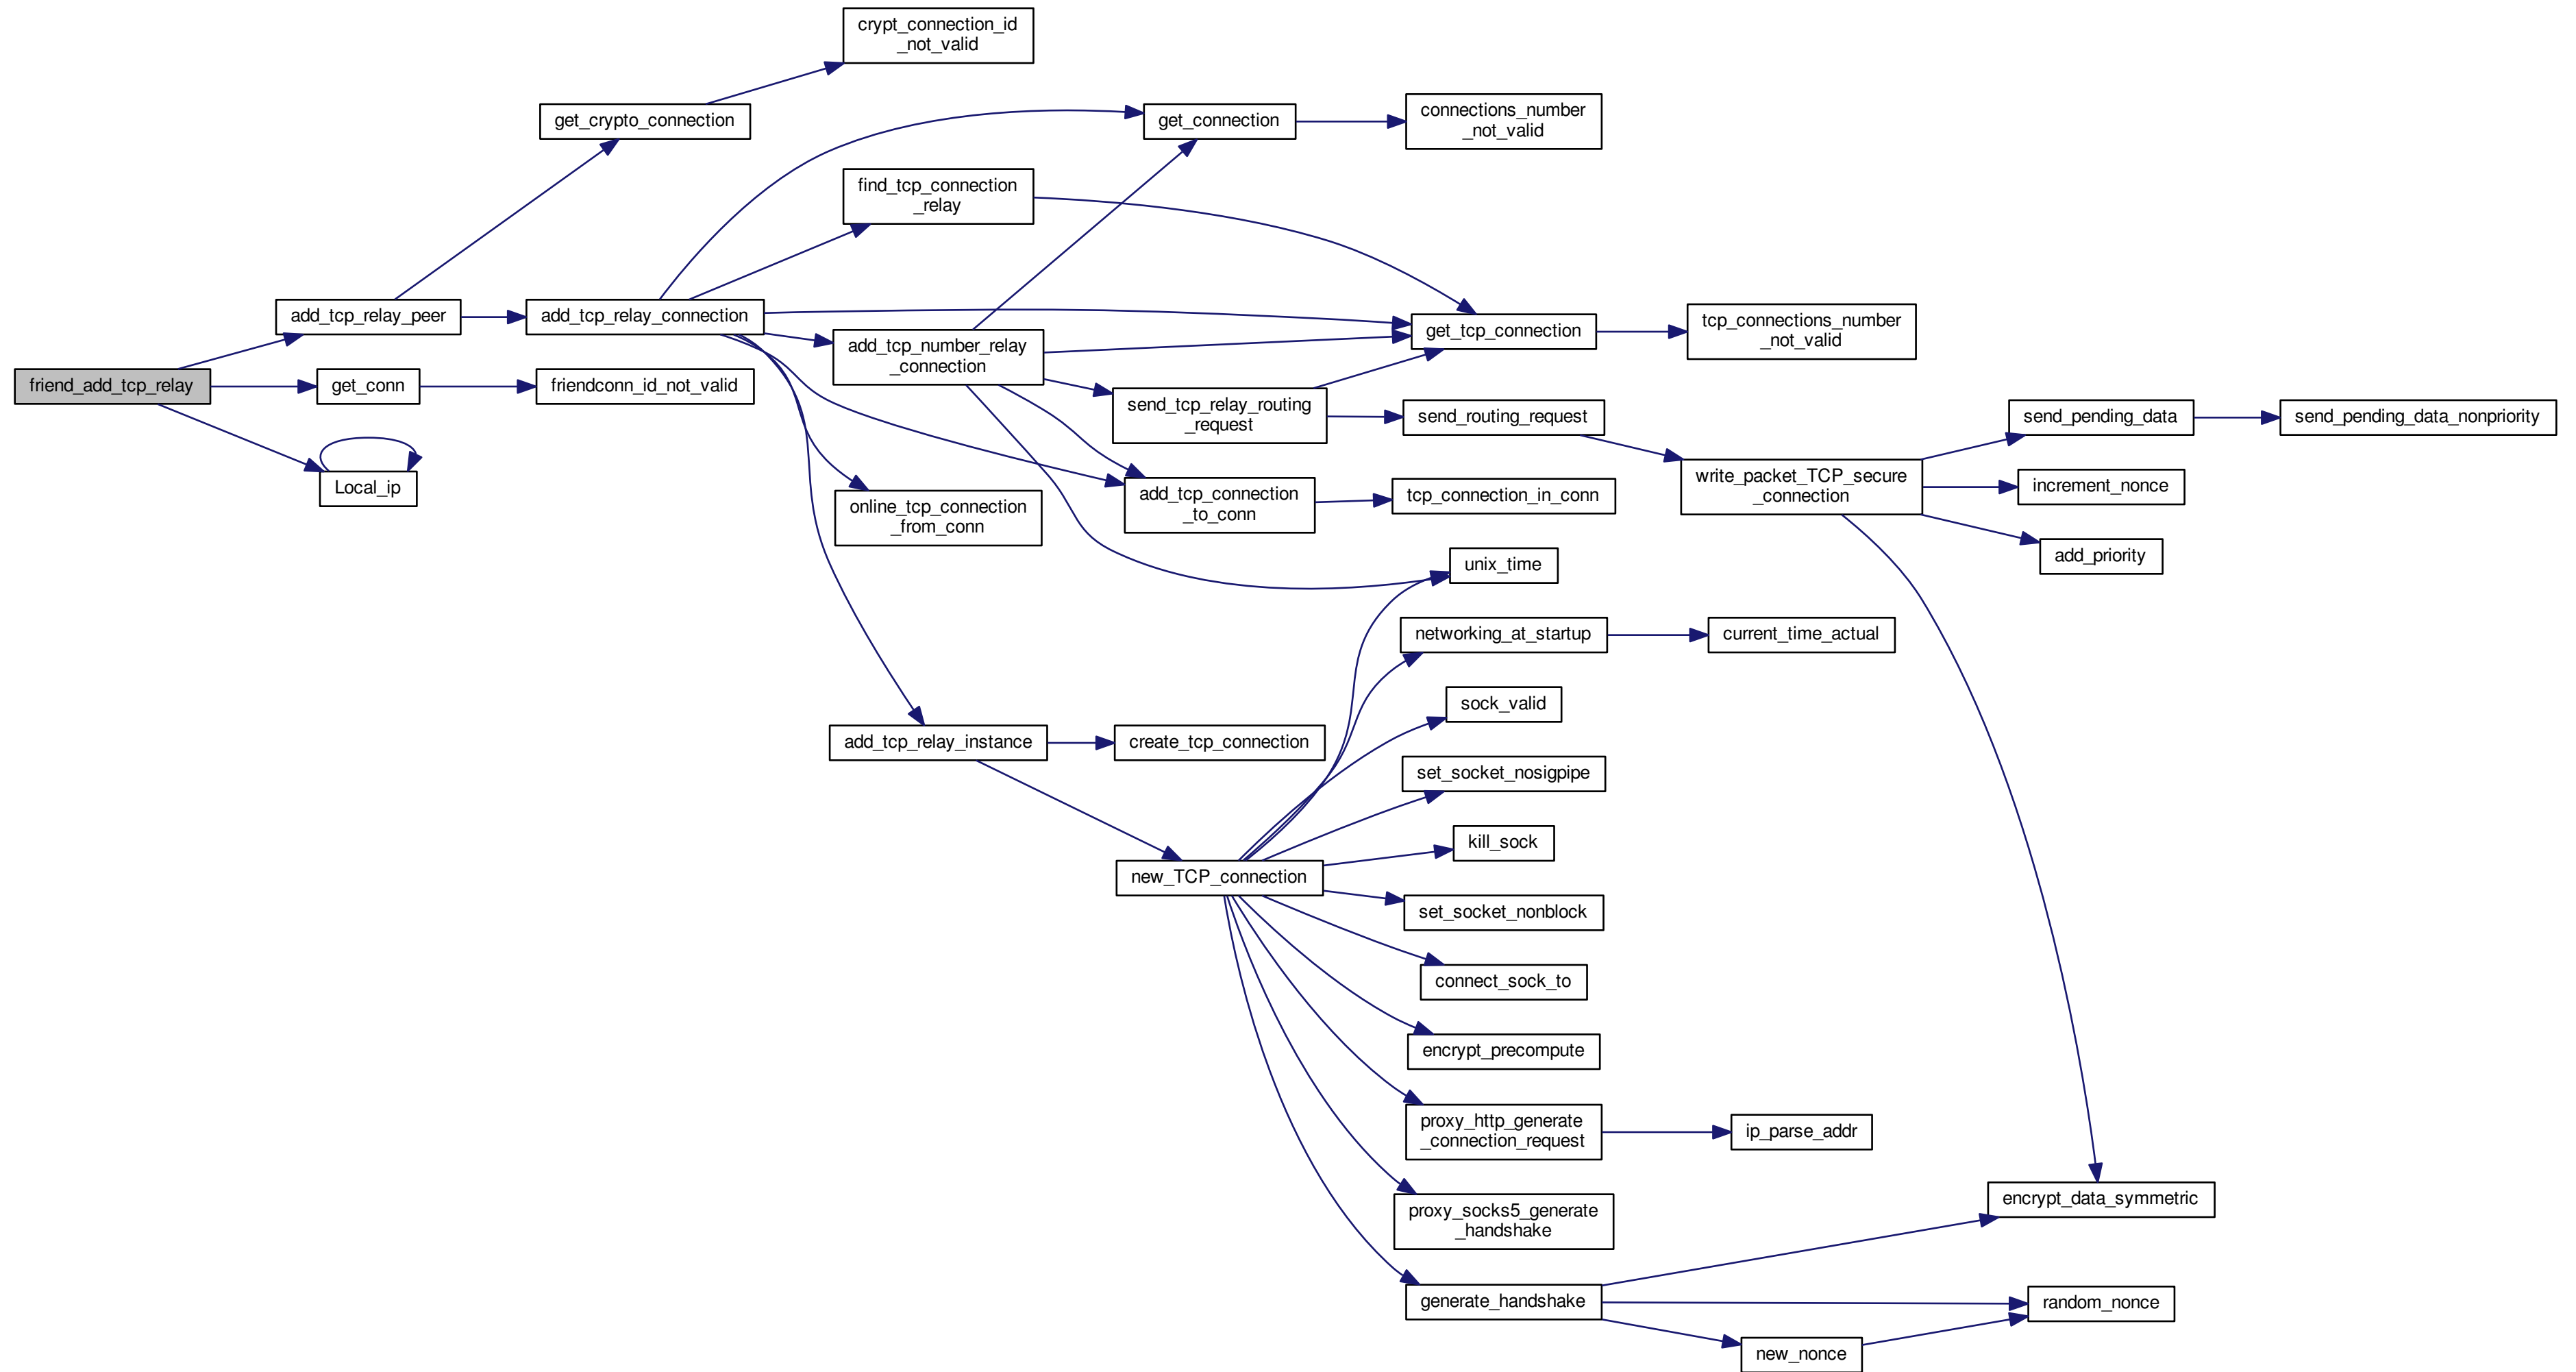 crypt_connection_id
_not_valid
get_crypto_connection
get_connection
connections_number
_not_valid
find_tcp_connection
_relay
add_tcp_relay_peer
add_tcp_relay_connection
get_tcp_connection
tcp_connections_number
_not_valid
add_tcp_number_relay
_connection
friend_add_tcp_relay
get_conn
friendconn_id_not_valid
send_tcp_relay_routing
_request
send_routing_request
send_pending_data
send_pending_data_nonpriority
Local_ip
write_packet_TCP_secure
_connection
increment_nonce
online_tcp_connection
_from_conn
add_tcp_connection
_to_conn
tcp_connection_in_conn
add_priority
unix_time
networking_at_startup
current_time_actual
sock_valid
add_tcp_relay_instance
create_tcp_connection
set_socket_nosigpipe
kill_sock
new_TCP_connection
set_socket_nonblock
connect_sock_to
encrypt_precompute
proxy_http_generate
_connection_request
ip_parse_addr
proxy_socks5_generate
_handshake
encrypt_data_symmetric
generate_handshake
random_nonce
new_nonce